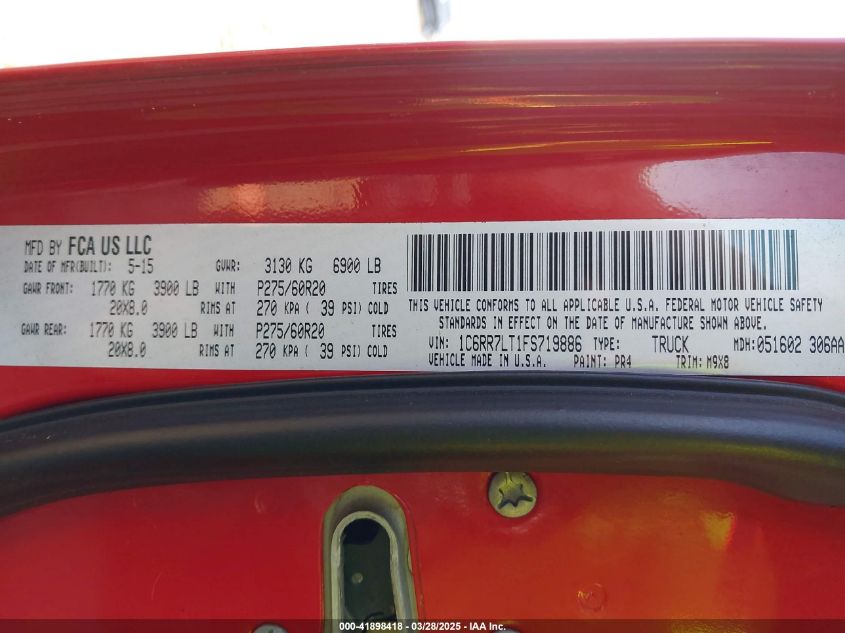 MFD BY FCA US LLC
DATE OF MFR(BUILT): 5-15 GVWR: 3130 KG 6900 LB
GAWR FRONT: 1770 KG 3900 LB WITH P275/60R20 TIRES
20X8.0 RIMS AT 270 KPA ( 39 PSI) COLD
GAWR REAR: 1770 KG 3900 LB WITH P275/60R20 TIRES
20X8.0 RIMS AT 270 KPA ( 39 PSI) COLD
THIS VEHICLE CONFORMS TO ALL APPLICABLE U.S.A. FEDERAL MOTOR VEHICLE SAFETY
STANDARDS IN EFFECT ON THE DATE OF MANUFACTURE SHOWN ABOVE.
VIN: 1C6RR7LT1FS719886 TYPE: TRUCK MDH: 051602 306AA
VEHICLE MADE IN U.S.A. PAINT: PR4 TRIM: M9X8
000-41898418 - 03/28/2025 - IAA Inc.